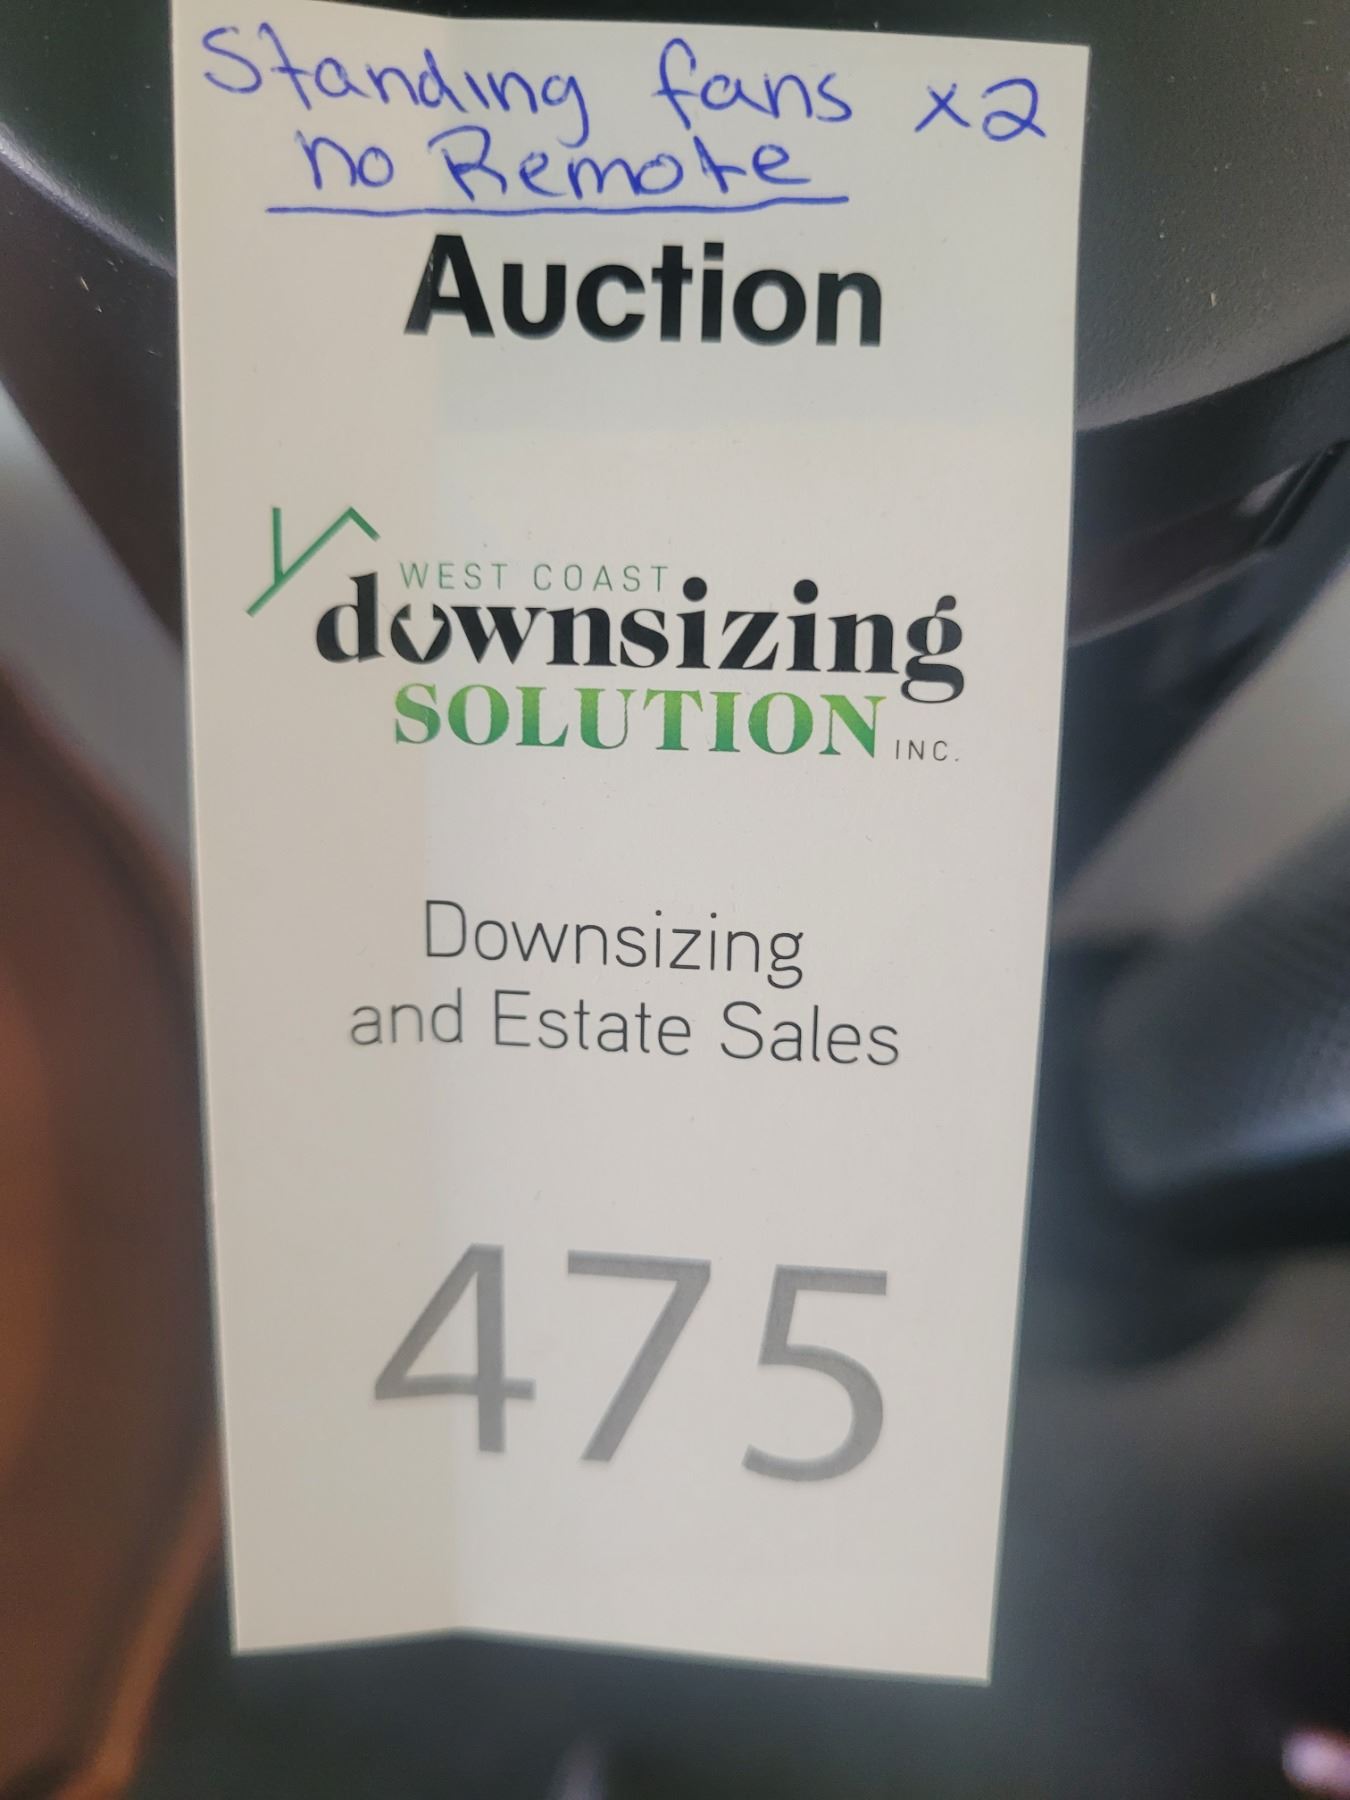 Standing fans x2
no Remote
Auction
WEST COAST
downsizing
SOLUTION INC.
Downsizing
and Estate Sales
475